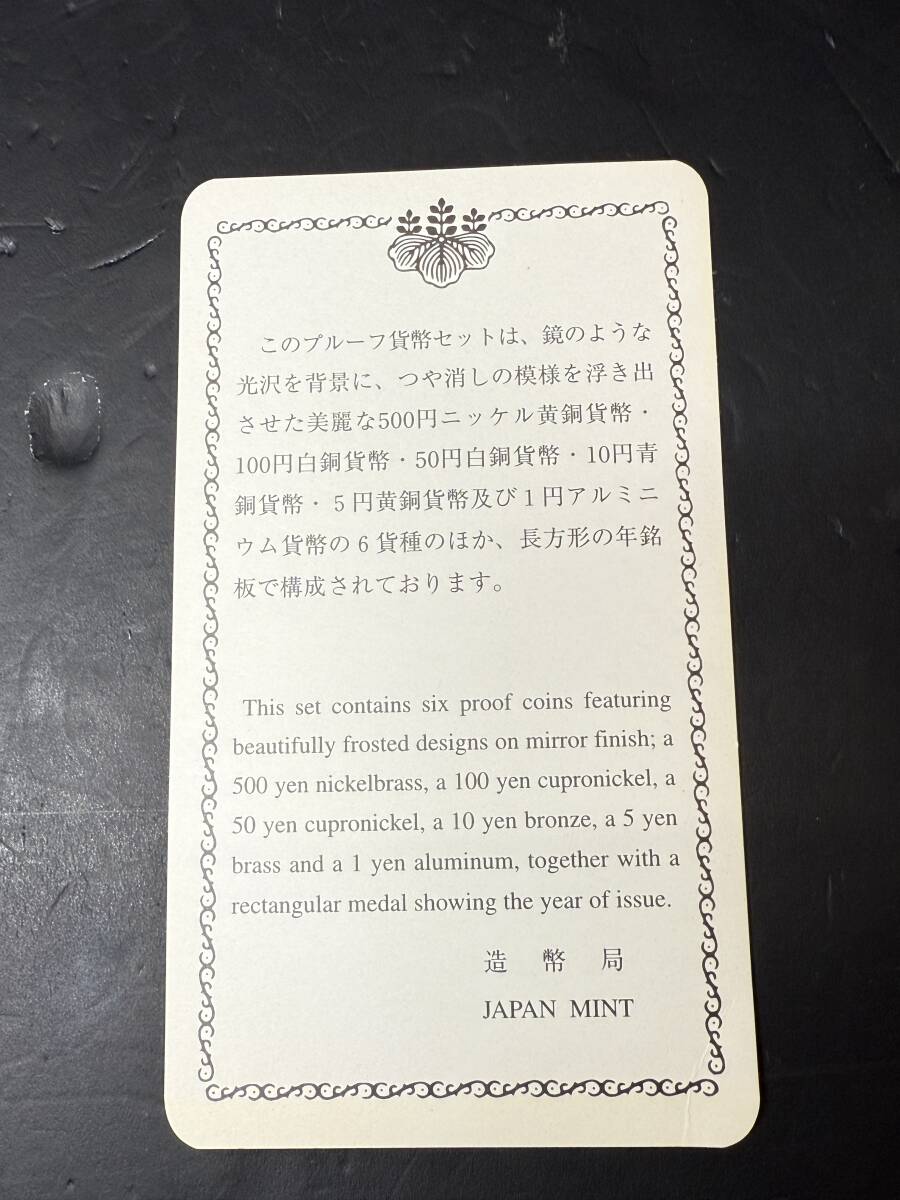 このプルーフ貨幣セットは、鏡のような
光沢を背景に、つや消しの模様を浮き出
させた美麗な500円ニッケル黄銅貨幣・
100円白銅貨幣・50円白銅貨幣・10円青
銅貨幣・5円黄銅貨幣及び1円アルミニ
ウム貨幣の6貨種のほか、長方形の年銘
板で構成されております。
This set contains six proof coins featuring
beautifully frosted designs on mirror finish; a
500 yen nickelbrass, a 100 yen cupronickel, a
50 yen cupronickel, a 10 yen bronze, a 5 yen
brass and a 1 yen aluminum, together with a
rectangular medal showing the year of issue.
造幣局
JAPAN MINT